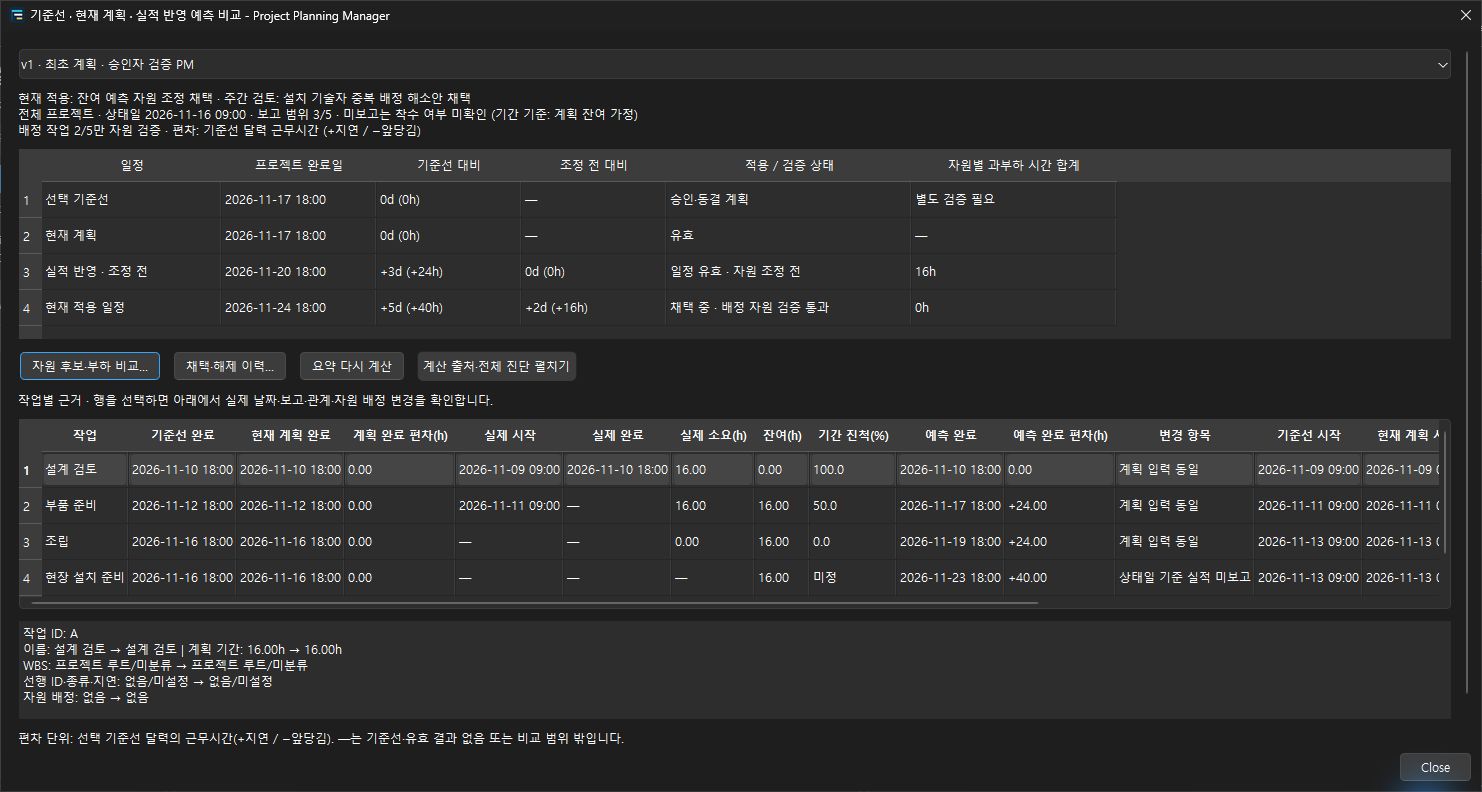 기준선 · 현재 계획 · 실적 반영 예측 비교 - Project Planning Manager
v1 · 최초 계획 · 승인자 검증 PM
현재 적용: 잔여 예측 자원 조정 채택 · 주간 검토: 설치 기술자 중복 배정 해소안 채택
전체 프로젝트 · 상태일 2026-11-16 09:00 · 보고 범위 3/5 · 미보고는 착수 여부 미확인 (기간 기준: 계획 잔여 가정)
배정 작업 2/5만 자원 검증 · 편차: 기준선 달력 근무시간 (+지연 / −앞당김)
일정 프로젝트 완료일 기준선 대비 조정 전 대비 적용 / 검증 상태 자원별 과부하 시간 합계
1 선택 기준선 2026-11-17 18:00 0d (0h) — 승인·동결 계획 별도 검증 필요
2 현재 계획 2026-11-17 18:00 0d (0h) — 유효 —
3 실적 반영 · 조정 전 2026-11-20 18:00 +3d (+24h) 0d (0h) 일정 유효 · 자원 조정 전 16h
4 현재 적용 일정 2026-11-24 18:00 +5d (+40h) +2d (+16h) 채택 중 · 배정 자원 검증 통과 0h
자원 후보·부하 비교... 채택·해제 이력... 요약 다시 계산 계산 출처·전체 진단 펼치기
작업별 근거 · 행을 선택하면 아래에서 실제 날짜·보고·관계·자원 배정 변경을 확인합니다.
작업 기준선 완료 현재 계획 완료 계획 완료 편차(h) 실제 시작 실제 완료 실제 소요(h) 잔여(h) 기간 진척(%) 예측 완료 예측 완료 편차(h) 변경 항목 기준선 시작 현재 계획
1 설계 검토 2026-11-10 18:00 2026-11-10 18:00 0.00 2026-11-09 09:00 2026-11-10 18:00 16.00 0.00 100.0 2026-11-10 18:00 0.00 계획 입력 동일 2026-11-09 09:00 2026-11-09
2 부품 준비 2026-11-12 18:00 2026-11-12 18:00 0.00 2026-11-11 09:00 — 16.00 16.00 50.0 2026-11-17 18:00 +24.00 계획 입력 동일 2026-11-11 09:00 2026-11-11
3 조립 2026-11-16 18:00 2026-11-16 18:00 0.00 — — 0.00 16.00 0.0 2026-11-19 18:00 +24.00 계획 입력 동일 2026-11-13 09:00 2026-11-13
4 현장 설치 준비 2026-11-16 18:00 2026-11-16 18:00 0.00 — — — 16.00 미정 2026-11-23 18:00 +40.00 상태일 기준 실적 미보고 2026-11-13 09:00 2026-11-13
작업 ID: A
이름: 설계 검토 → 설계 검토 | 계획 기간: 16.00h → 16.00h
WBS: 프로젝트 루트/미분류 → 프로젝트 루트/미분류
선행 ID·종류·지연: 없음/미설정 → 없음/미설정
자원 배정: 없음 → 없음
편차 단위: 선택 기준선 달력의 근무시간(+지연 / −앞당김). —는 기준선·유효 결과 없음 또는 비교 범위 밖입니다.
Close